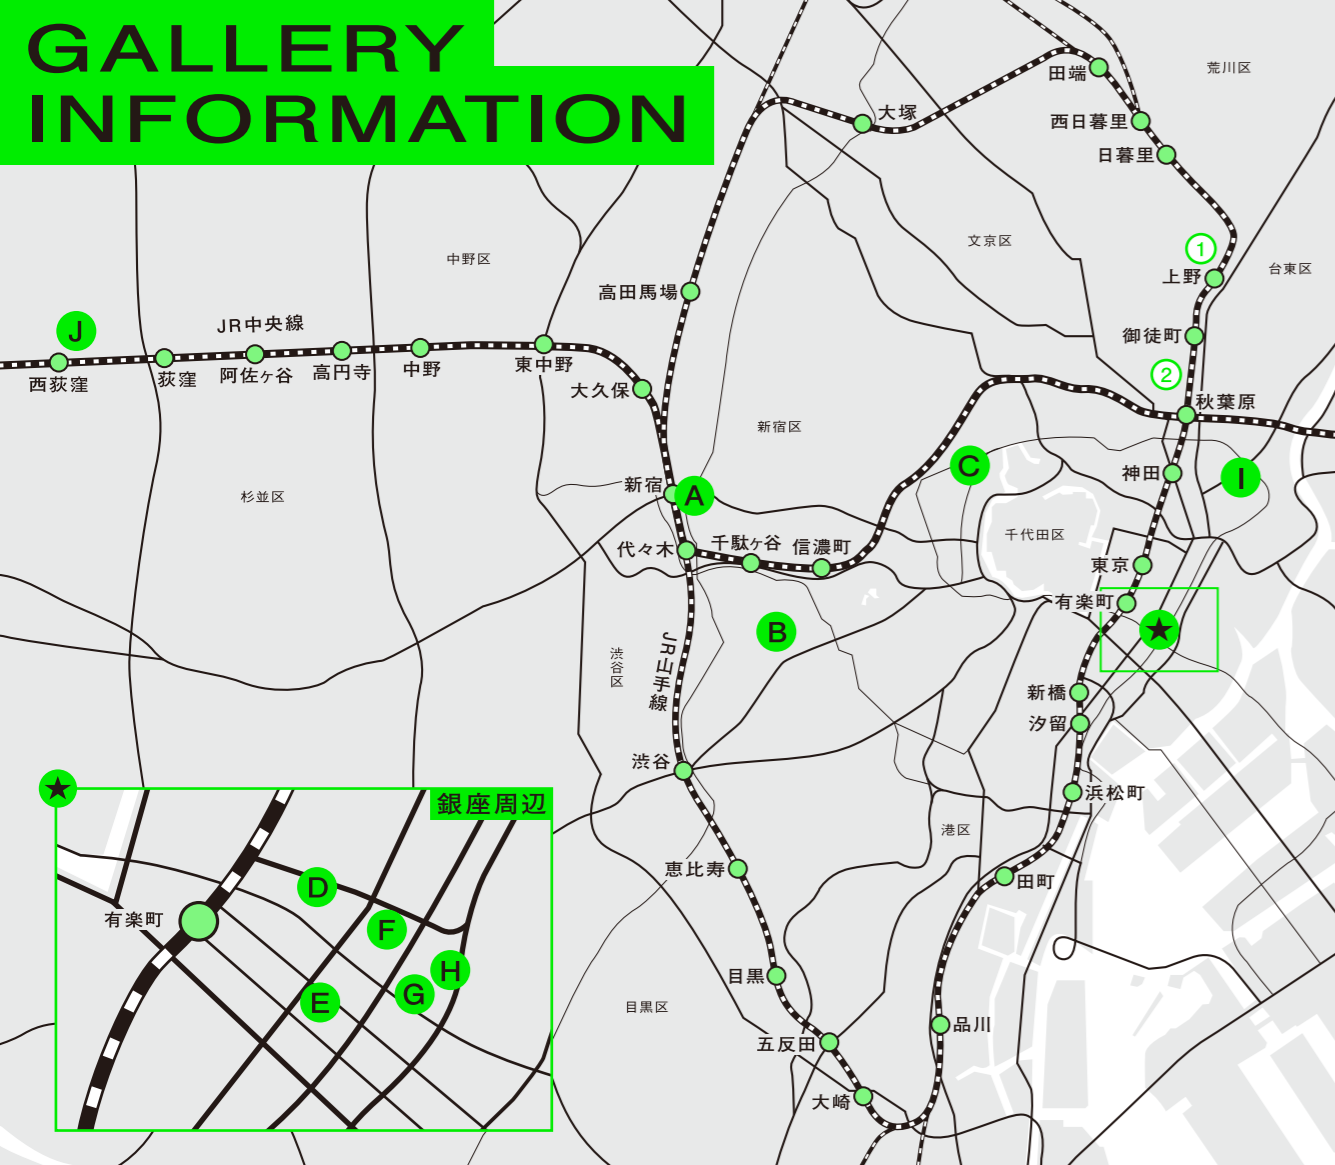 GALLERY
INFORMATION
荒川区
田端
大塚
西日暮里
日暮里
文京区
1
上野
台東区
中野区
高田馬場
J
JR中央線
御徒町
西荻窪
荻窪
阿佐ヶ谷
高円寺
中野
東中野
大久保
2
秋葉原
新宿区
杉並区
新宿
A
C
神田
I
代々木
千駄ヶ谷
信濃町
千代田区
東京
有楽町
★
B
JR山手線
渋谷区
新橋
汐留
渋谷
浜松町
港区
恵比寿
田町
目黒
目黒区
品川
五反田
大崎
★
銀座周辺
D
有楽町
F
H
G
E